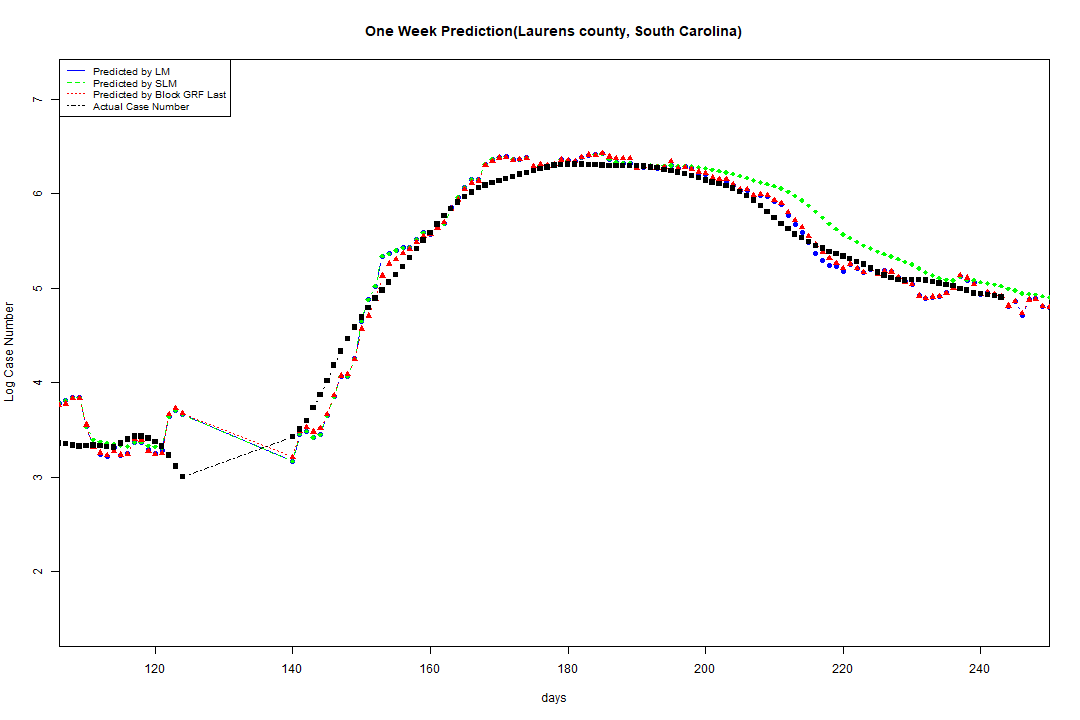 One Week Prediction(Laurens county, South Carolina)
Predicted by LM
Predicted by SLM
Predicted by Block GRF Last
Actual Case Number
7
6
5
4
3
2
Log Case Number
120 140 160 180 200 220 240
days